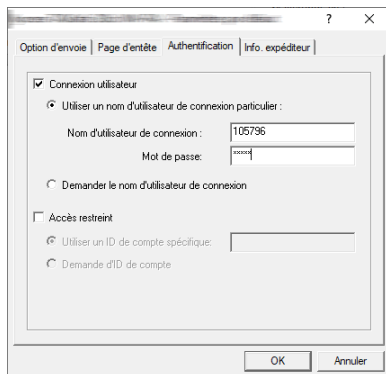 ? ×
Option d'envoie Page d'entête Authentification Info. expéditeur
Connexion utilisateur
Utiliser un nom d'utilisateur de connexion particulier :
Nom d'utilisateur de connexion : 105796
Mot de passe: xxxxx
Demander le nom d'utilisateur de connexion
Accès restreint
Utiliser un ID de compte spécifique:
Demande d'ID de compte
OK Annuler